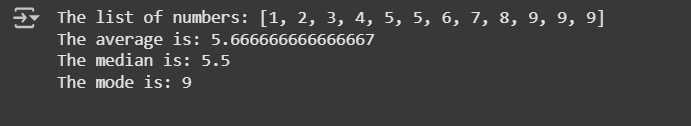 The list of numbers: [1, 2, 3, 4, 5, 5, 6, 7, 8, 9, 9, 9]
The average is: 5.666666666666667
The median is: 5.5
The mode is: 9